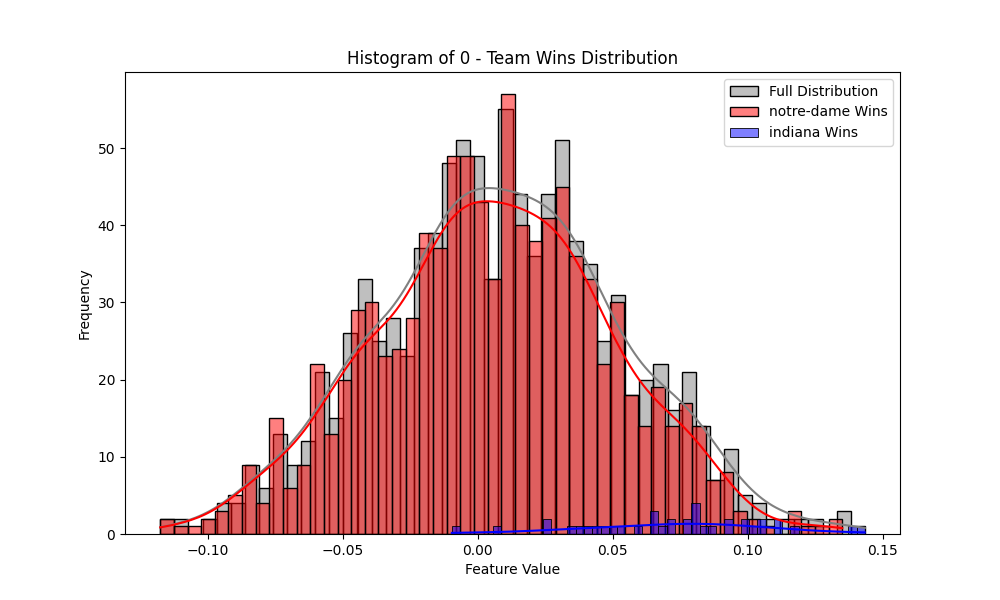 Histogram of 0 - Team Wins Distribution
Full Distribution
notre-dame Wins
indiana Wins
Frequency
50
40
30
20
10
0
−0.10
−0.05
0.00
0.05
0.10
0.15
Feature Value